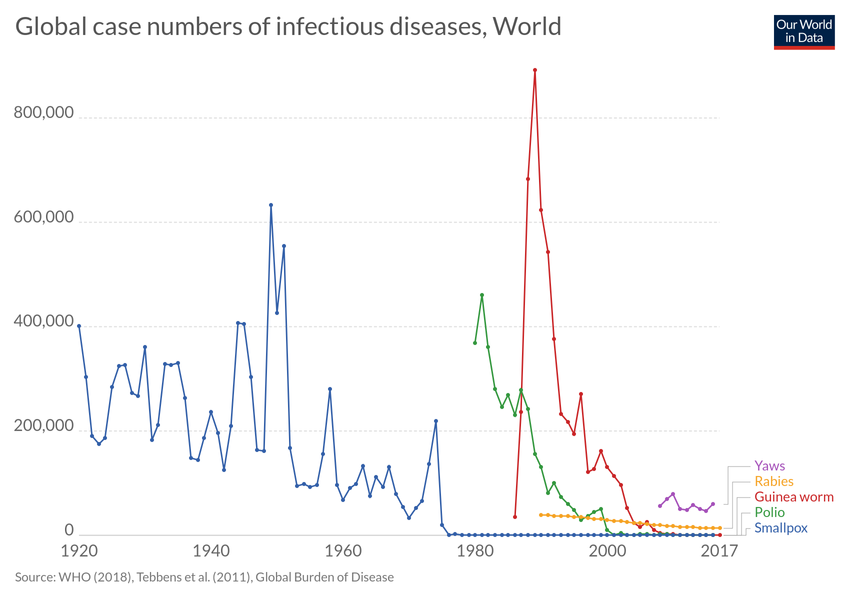 Global case numbers of infectious diseases, World
Our World
in Data
800,000
600,000
400,000
200,000
0
1920
1940
1960
1980
2000
2017
Yaws
Rabies
Guinea worm
Polio
Smallpox
Source: WHO (2018), Tebbens et al. (2011), Global Burden of Disease